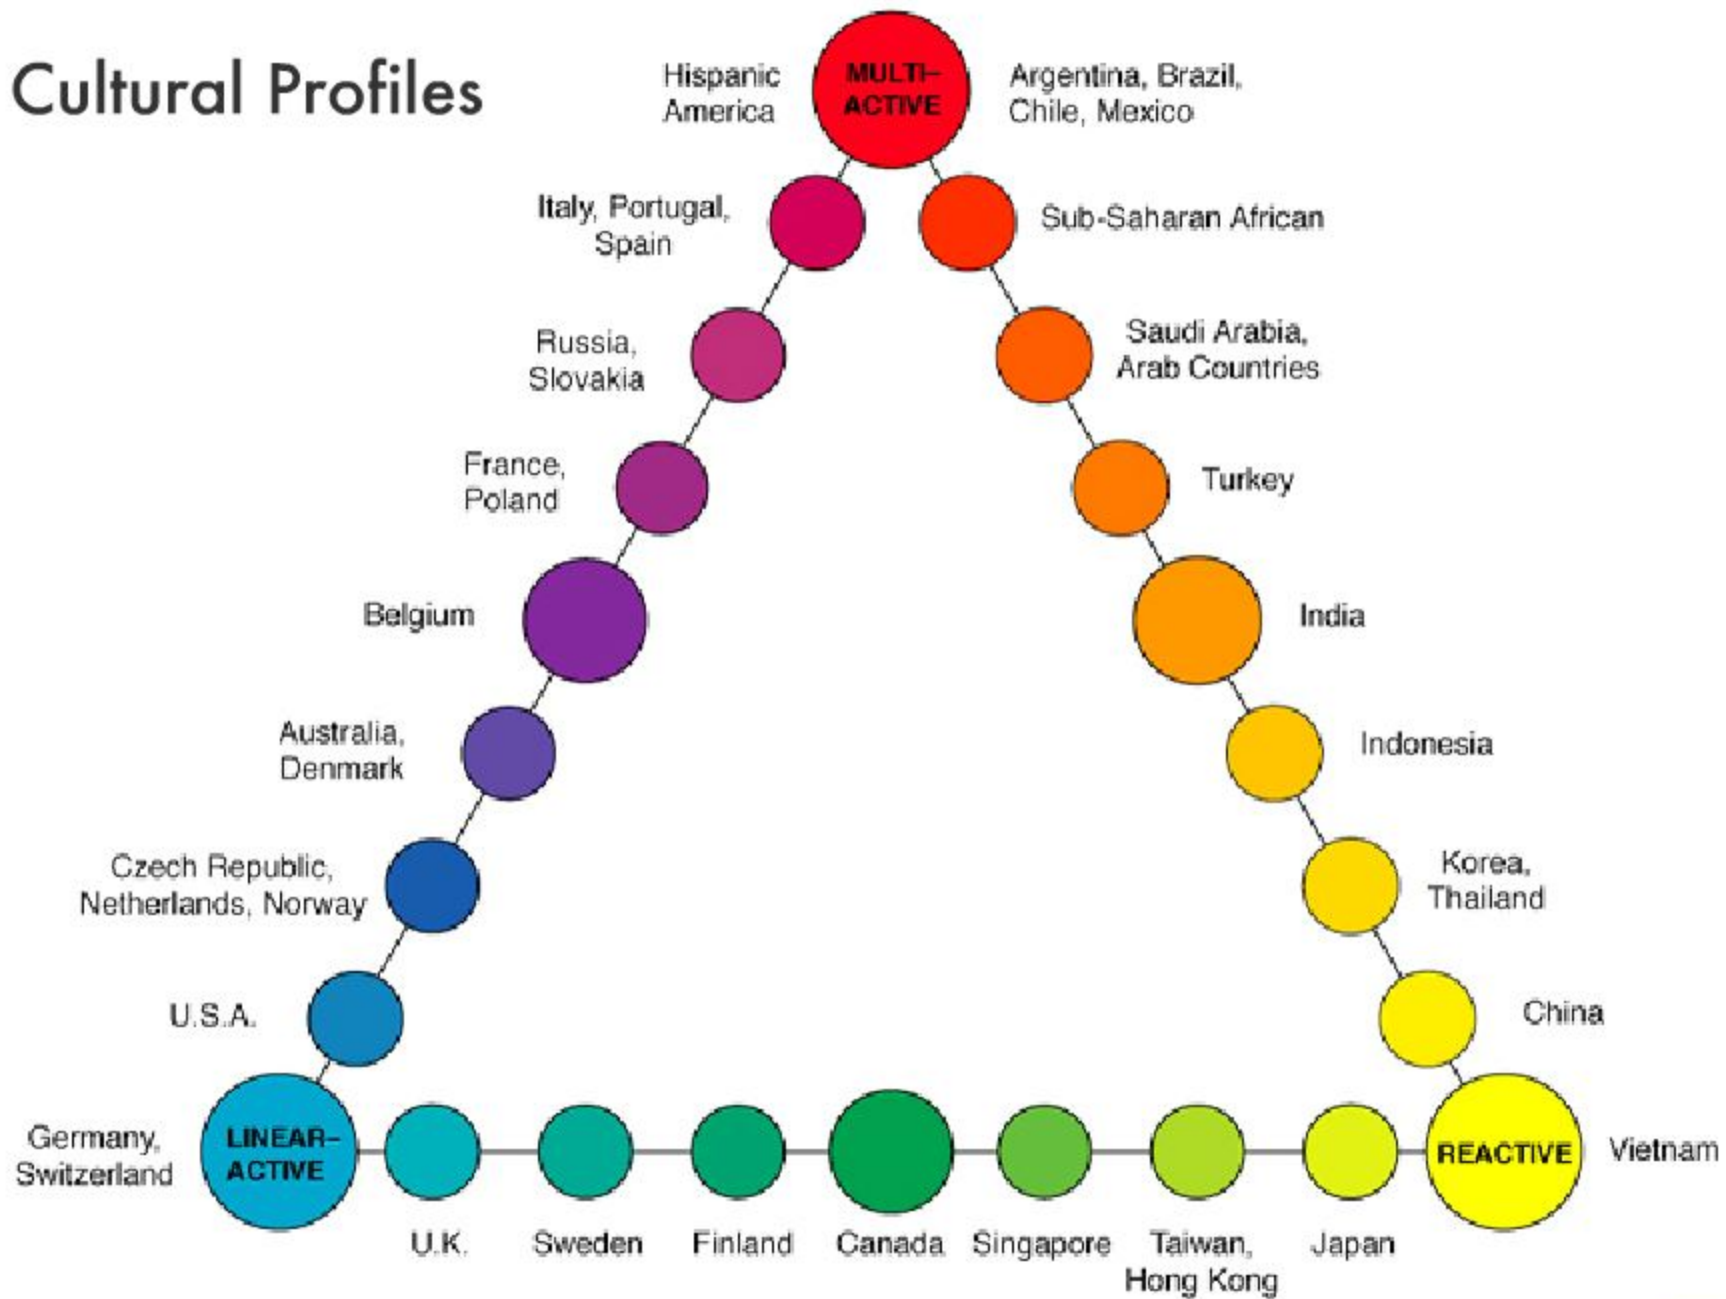 Cultural Profiles
Hispanic
America
MULTI–
ACTIVE
Argentina, Brazil,
Chile, Mexico
Italy, Portugal,
Spain
Sub-Saharan African
Russia,
Slovakia
Saudi Arabia,
Arab Countries
France,
Poland
Turkey
Belgium
India
Australia,
Denmark
Indonesia
Czech Republic,
Netherlands, Norway
Korea,
Thailand
U.S.A.
China
Germany,
Switzerland
LINEAR–
ACTIVE
REACTIVE
Vietnam
U.K.
Sweden
Finland
Canada
Singapore
Taiwan,
Hong Kong
Japan